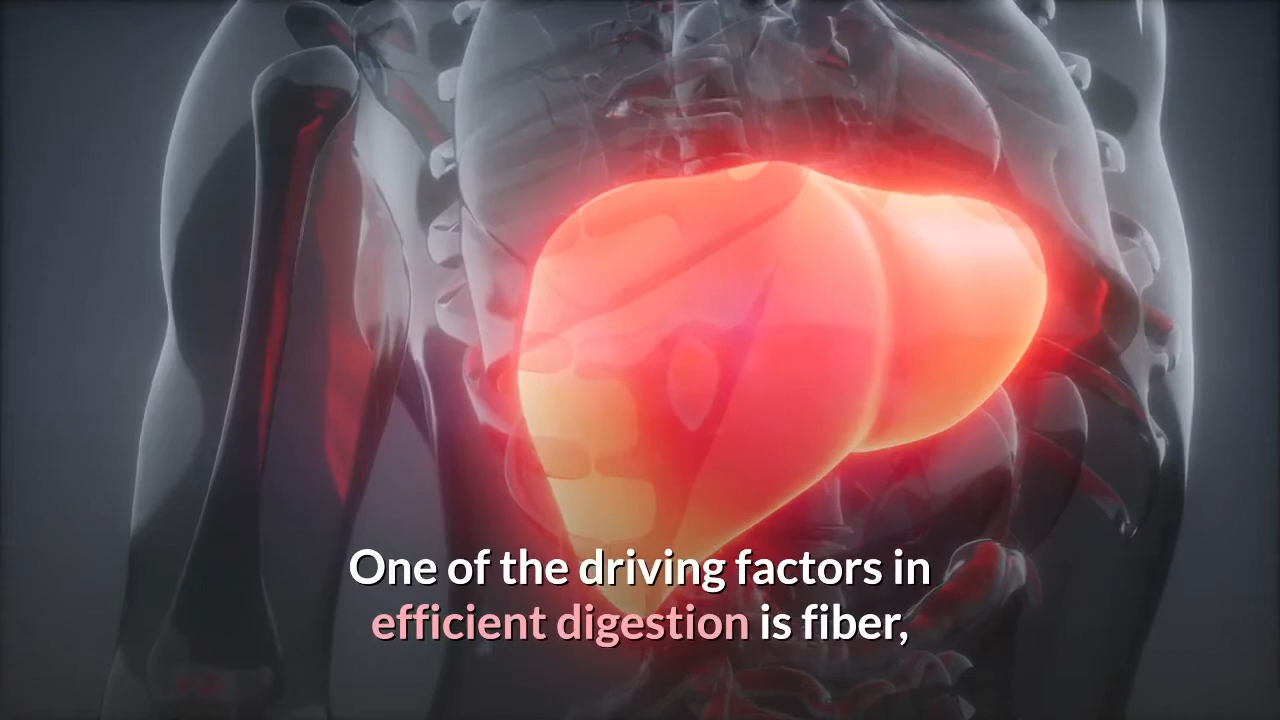 One of the driving factors in
efficient digestion is fiber,